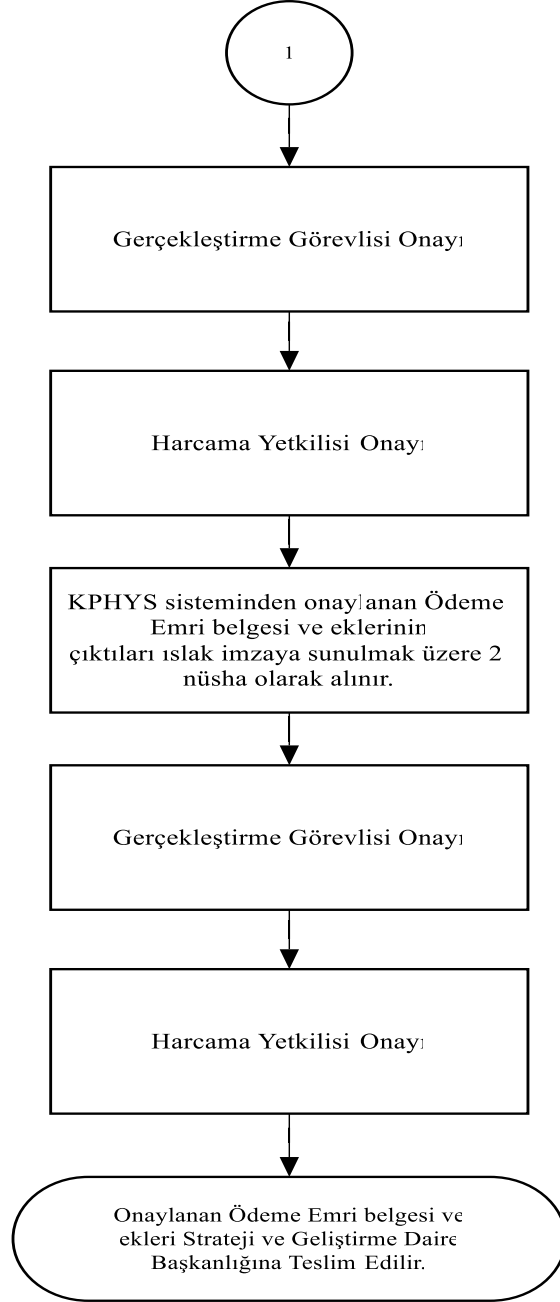 1
Gerçekleştirme Görevlisi Onayı
Harcama Yetkilisi Onayı
KPHYS sisteminden onaylanan Ödeme
Emri belgesi ve eklerinin
çıktıları ıslak imzaya sunulmak üzere 2
nüsha olarak alınır.
Gerçekleştirme Görevlisi Onayı
Harcama Yetkilisi Onayı
Onaylanan Ödeme Emri belgesi ve
ekleri Strateji ve Geliştirme Daire
Başkanlığına Teslim Edilir.